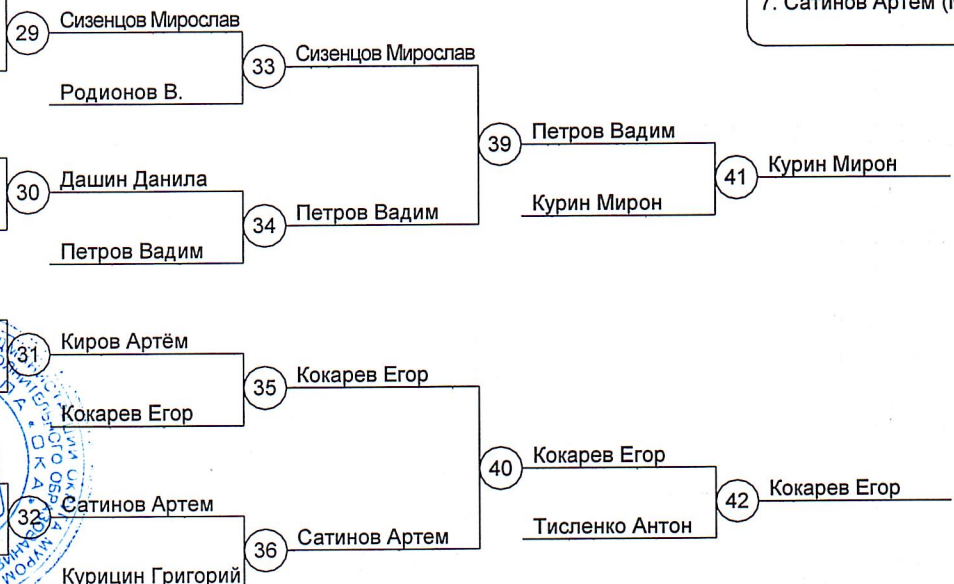 7. Сатинов Артем (
29
Сизенцов Мирослав
33
Сизенцов Мирослав
Родионов В.
39
Петров Вадим
41
Курин Мирон
30
Дашин Данила
Курин Мирон
34
Петров Вадим
Петров Вадим
31
Киров Артём
35
Кокарев Егор
Кокарев Егор
40
Кокарев Егор
42
Кокарев Егор
32
Сатинов Артем
Тисленко Антон
36
Сатинов Артем
Курицин Григорий
ОКА